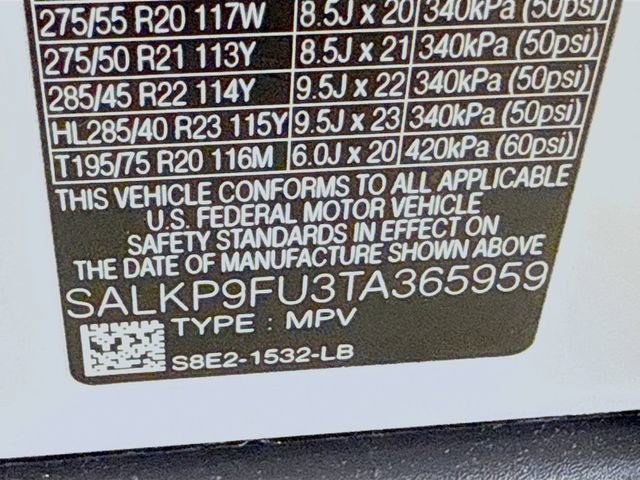 275/55 R20 117W 8.5J x 20 340kPa (50psi)
275/50 R21 113Y 8.5J x 21 340kPa (50psi)
285/45 R22 114Y 9.5J x 22 340kPa (50psi)
HL285/40 R23 115Y 9.5J x 23 340kPa (50psi)
T195/75 R20 116M 6.0J x 20 420kPa (60psi)
THIS VEHICLE CONFORMS TO ALL APPLICABLE
U.S. FEDERAL MOTOR VEHICLE
SAFETY STANDARDS IN EFFECT ON
THE DATE OF MANUFACTURE SHOWN ABOVE
SALKP9FU3TA365959
TYPE : MPV
S8E2-1532-LB